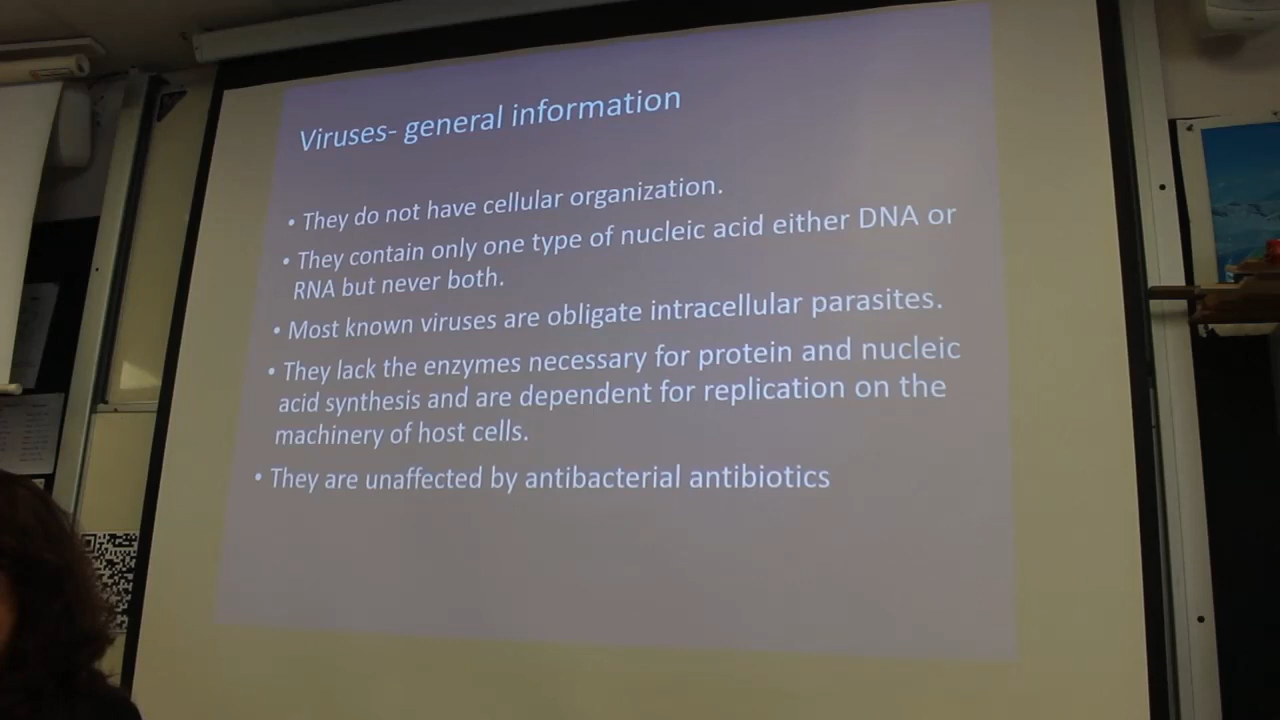 Viruses- general information
• They do not have cellular organization.
• They contain only one type of nucleic acid either DNA or
RNA but never both.
• Most known viruses are obligate intracellular parasites.
• They lack the enzymes necessary for protein and nucleic
acid synthesis and are dependent for replication on the
machinery of host cells.
• They are unaffected by antibacterial antibiotics